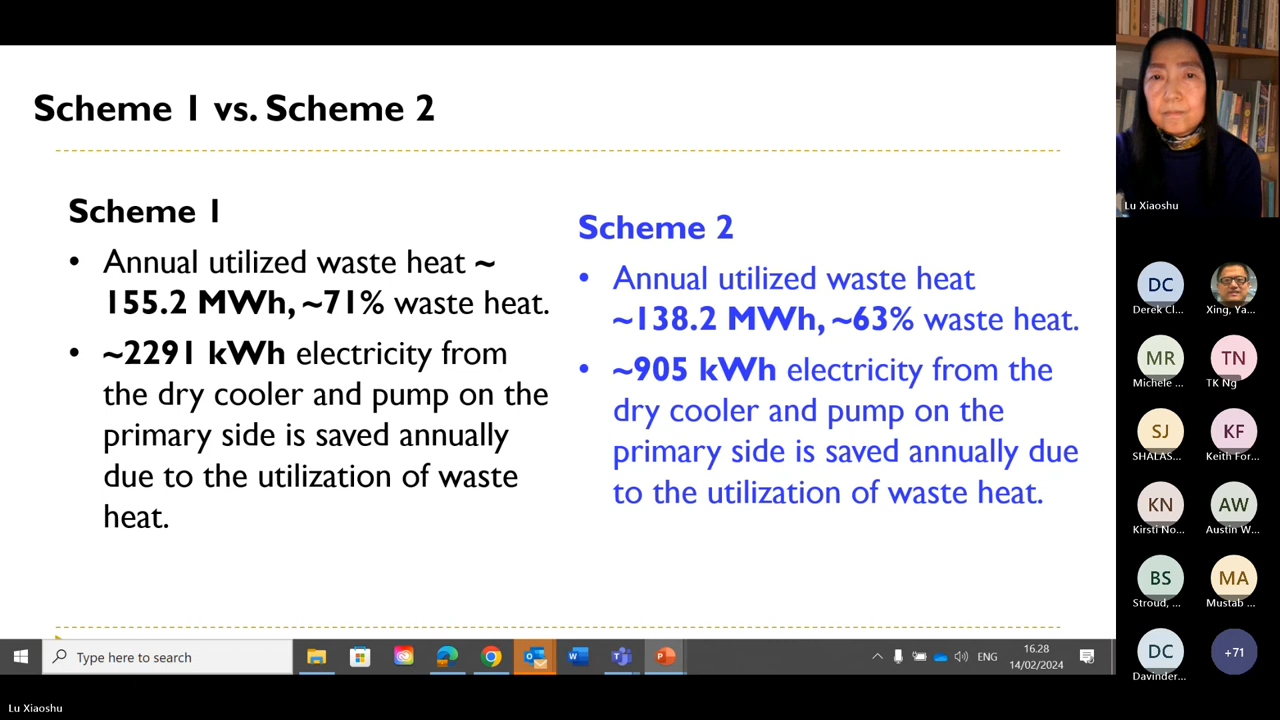 Scheme 1 vs. Scheme 2
Scheme 1
• Annual utilized waste heat ~
155.2 MWh, ~71% waste heat.
• ~2291 kWh electricity from
the dry cooler and pump on the
primary side is saved annually
due to the utilization of waste
heat.
Scheme 2
• Annual utilized waste heat
~138.2 MWh, ~63% waste heat.
• ~905 kWh electricity from the
dry cooler and pump on the
primary side is saved annually due
to the utilization of waste heat.
Type here to search
ENG
16.28
14/02/2024
Lu Xiaoshu
DC
Derek Cl...
Xing, Ya...
MR
Michele ...
TN
TK Ng
SJ
SHALAS...
KF
Keith For...
KN
Kirsti No...
AW
Austin W...
BS
Stroud, ...
MA
Mustab ...
DC
Davinder...
+71
Lu Xiaoshu